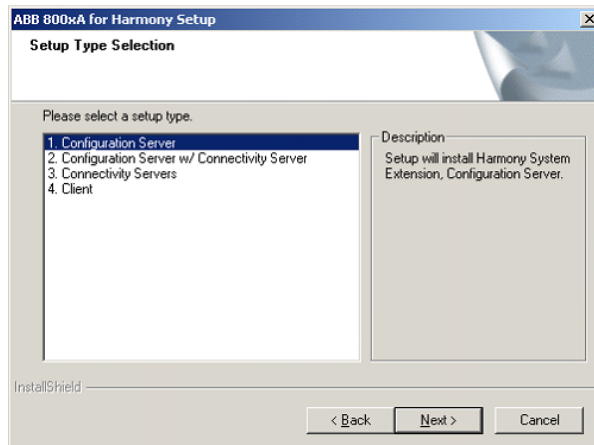 ABB 800xA for Harmony Setup
Setup Type Selection
Please select a setup type.
1. Configuration Server
2. Configuration Server w/ Connectivity Server
3. Connectivity Servers
4. Client
Description
Setup will install Harmony System
Extension, Configuration Server.
InstallShield
< Back
Next >
Cancel